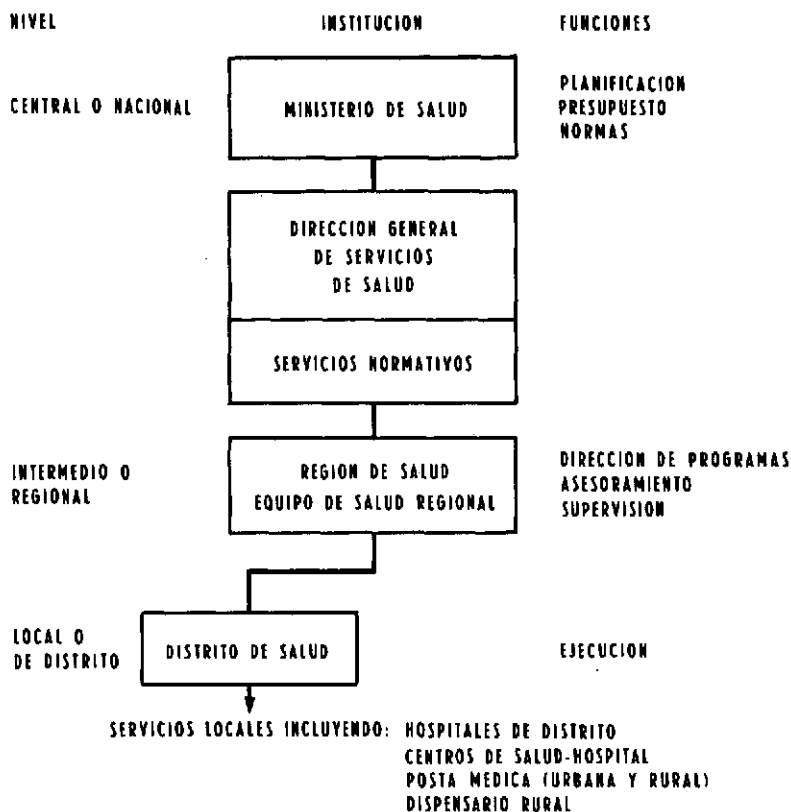 NIVEL INSTITUCION FUNCIONES
CENTRAL O NACIONAL
MINISTERIO DE SALUD
PLANIFICACION
PRESUPUESTO
NORMAS
DIRECCION GENERAL
DE SERVICIOS
DE SALUD
SERVICIOS NORMATIVOS
INTERMEDIO O
REGIONAL
REGION DE SALUD
EQUIPO DE SALUD REGIONAL
DIRECCION DE PROGRAMAS
ASESORAMIENTO
SUPERVISION
LOCAL O
DE DISTRITO
DISTRITO DE SALUD
EJECUCION
SERVICIOS LOCALES INCLUYENDO: HOSPITALES DE DISTRITO
CENTROS DE SALUD-HOSPITAL
POSTA MEDICA (URBANA Y RURAL)
DISPENSARIO RURAL